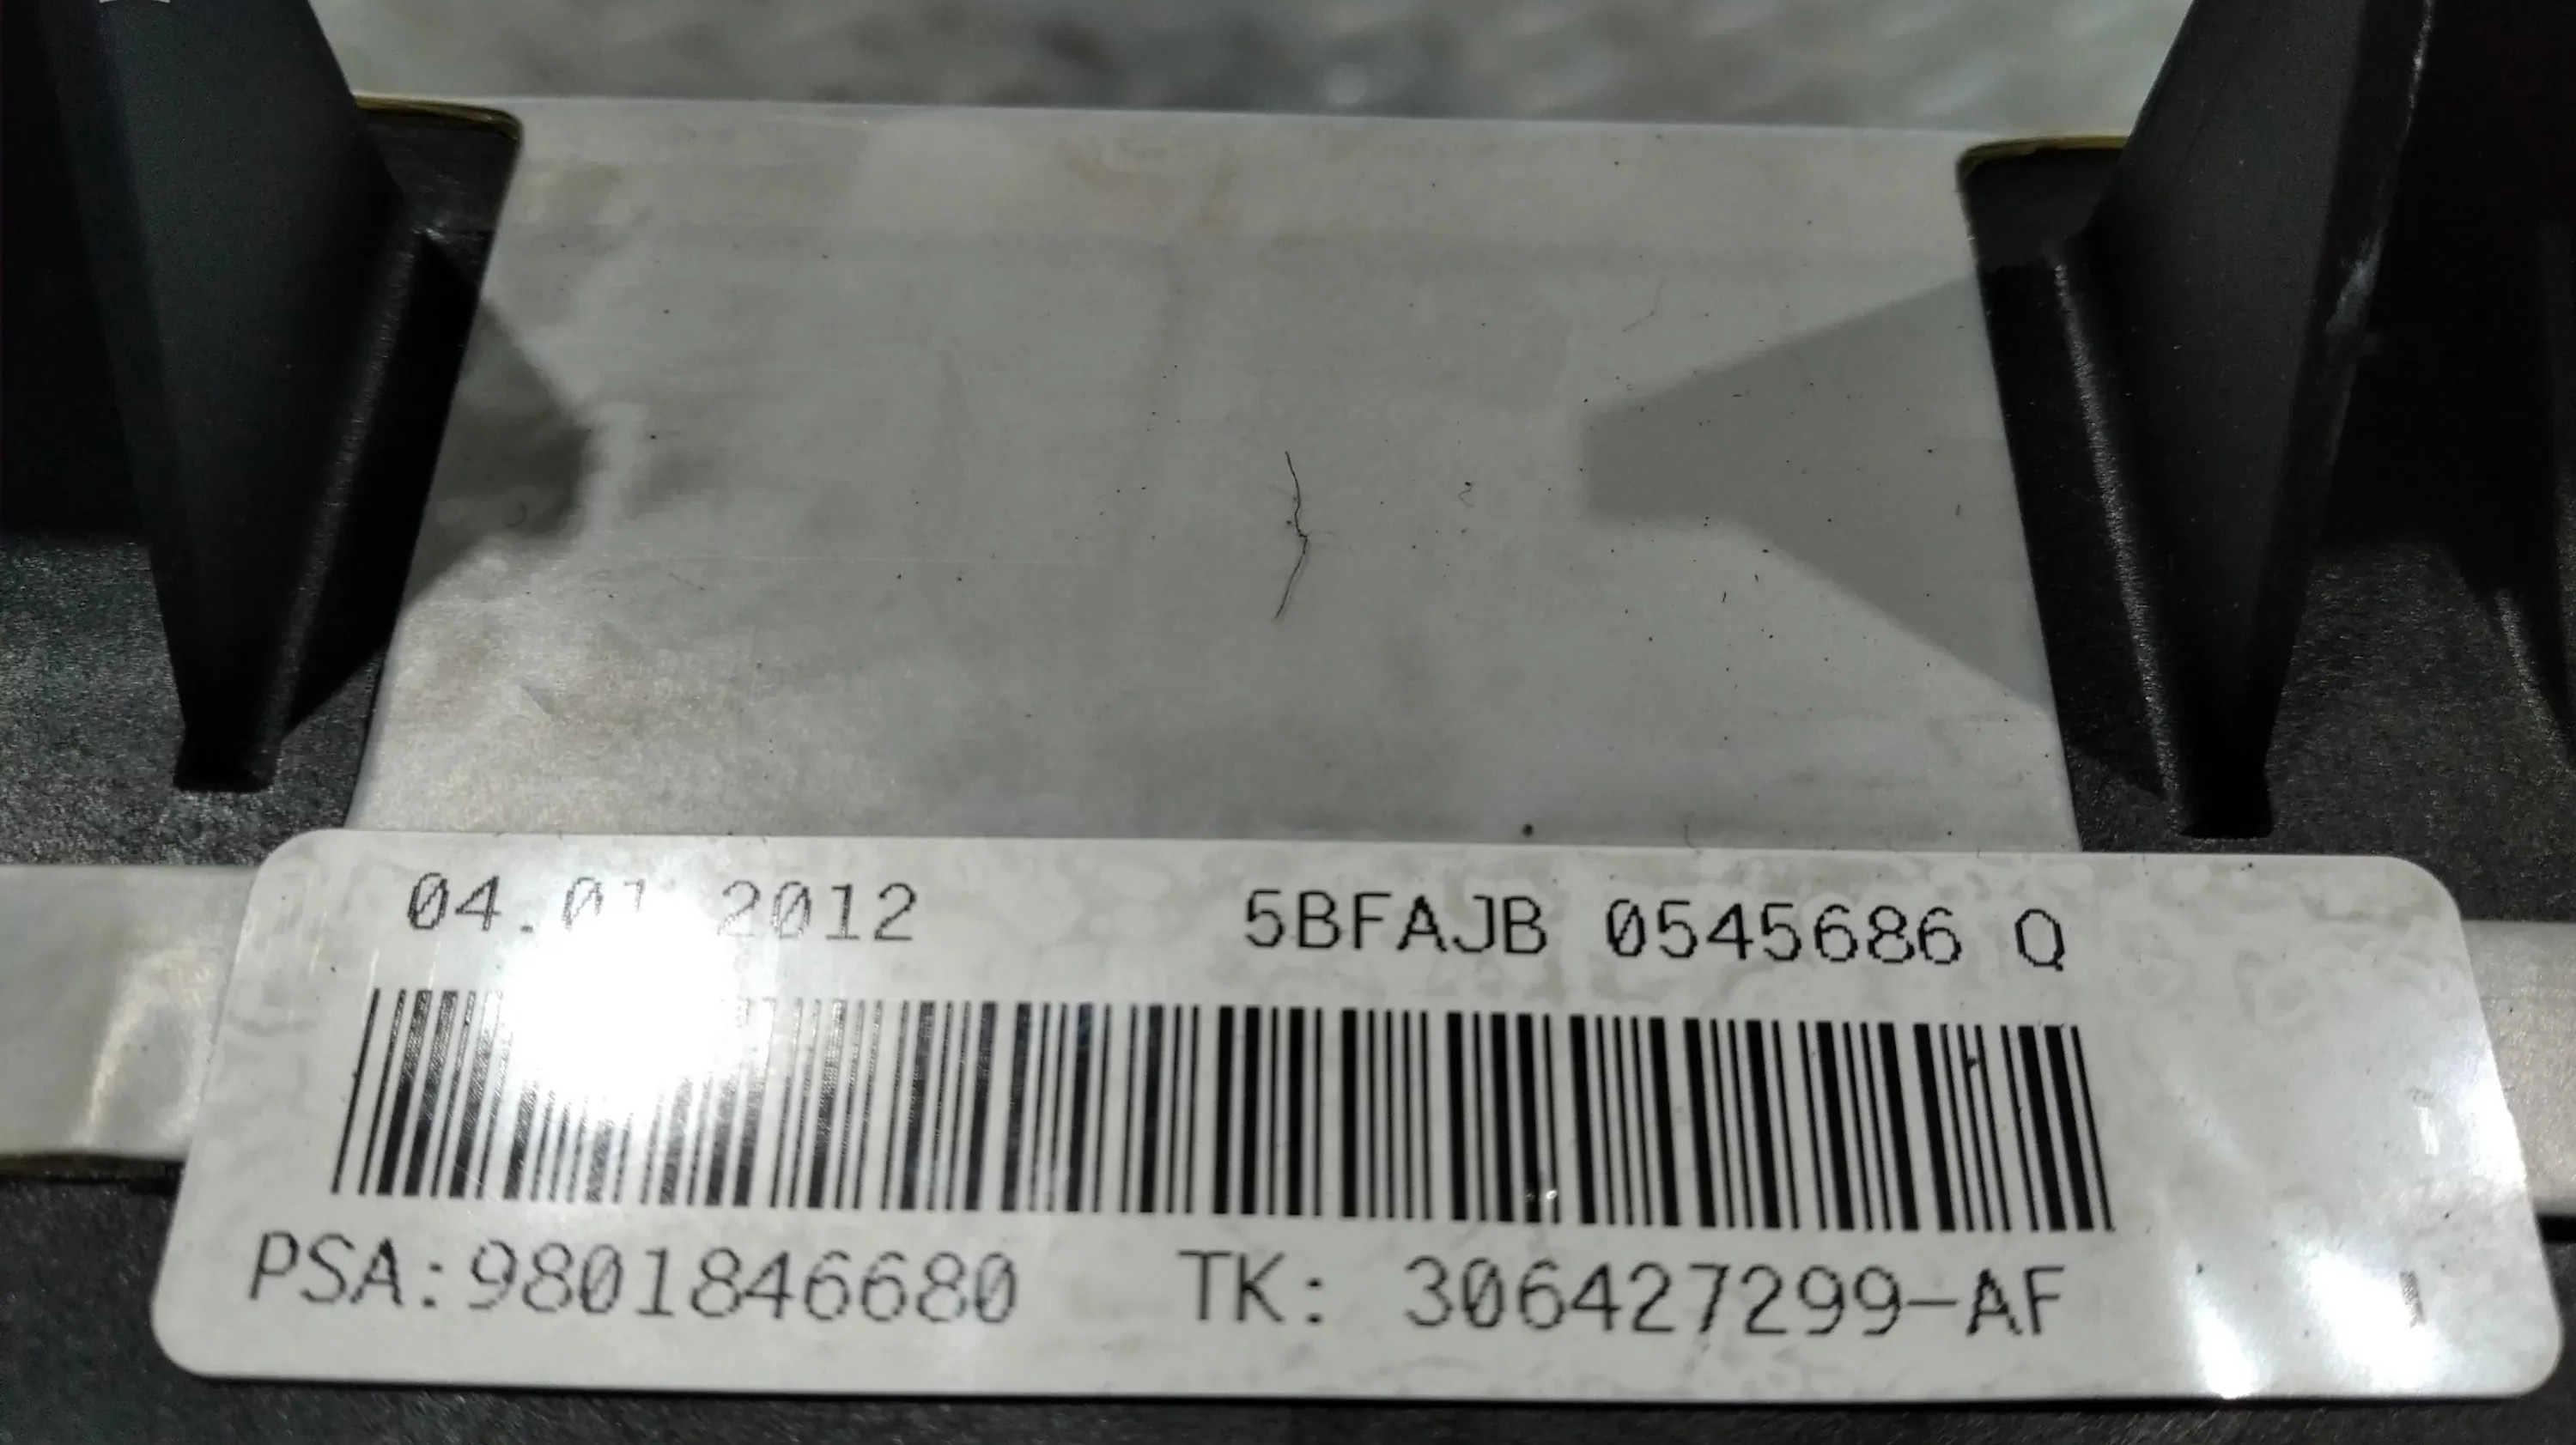 04.01.2012 5BFAJB 0545686 Q
PSA:9801846680 TK: 306427299-AF